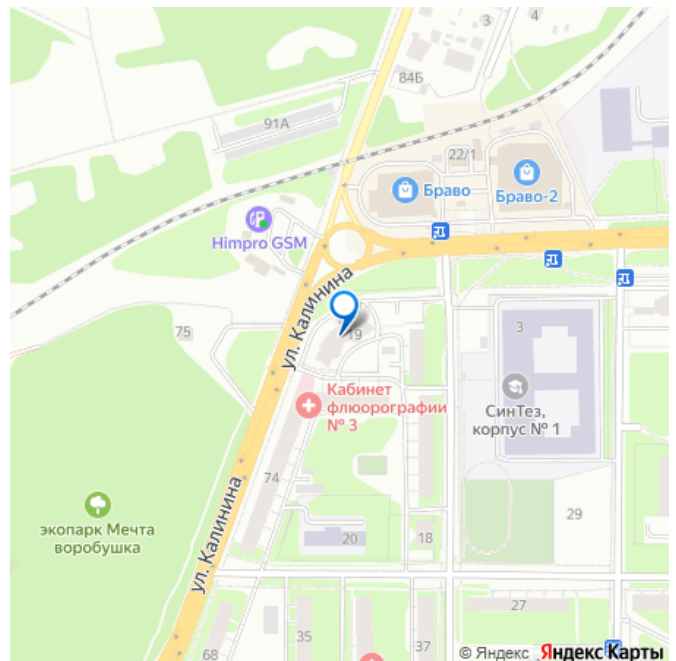 3
4
84Б
91А
22/1
Браво
Браво-2
Himpro GSM
ул. Калинина
75
19
3
Кабинет
флюорографии
№ 3
СинТез,
корпус № 1
74
ул. Калинина
экопарк Мечта
воробушка
29
20
18
27
35
37
68
© Яндекс Яндекс Карты